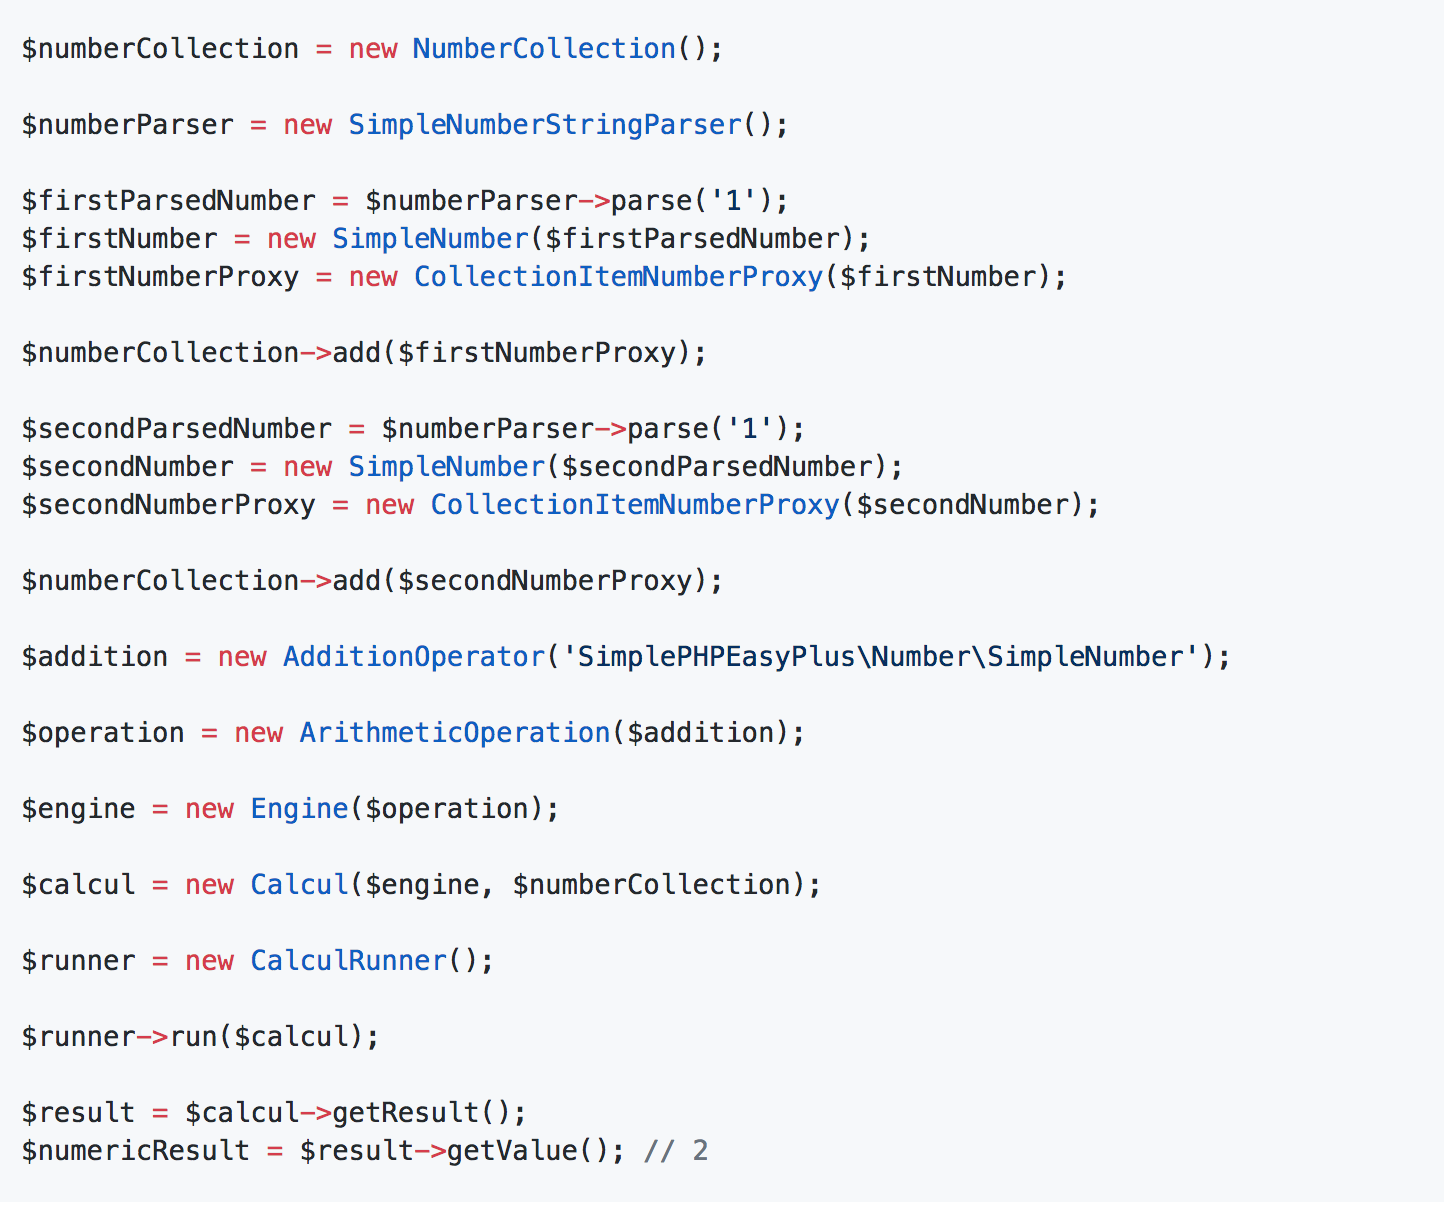 $numberCollection = new NumberCollection();
$numberParser = new SimpleNumberStringParser();
$firstParsedNumber = $numberParser->parse('1');
$firstNumber = new SimpleNumber($firstParsedNumber);
$firstNumberProxy = new CollectionItemNumberProxy($firstNumber);
$numberCollection->add($firstNumberProxy);
$secondParsedNumber = $numberParser->parse('1');
$secondNumber = new SimpleNumber($secondParsedNumber);
$secondNumberProxy = new CollectionItemNumberProxy($secondNumber);
$numberCollection->add($secondNumberProxy);
$addition = new AdditionOperator('SimplePHPEasyPlus\Number\SimpleNumber');
$operation = new ArithmeticOperation($addition);
$engine = new Engine($operation);
$calcul = new Calcul($engine, $numberCollection);
$runner = new CalculRunner();
$runner->run($calcul);
$result = $calcul->getResult();
$numericResult = $result->getValue(); // 2